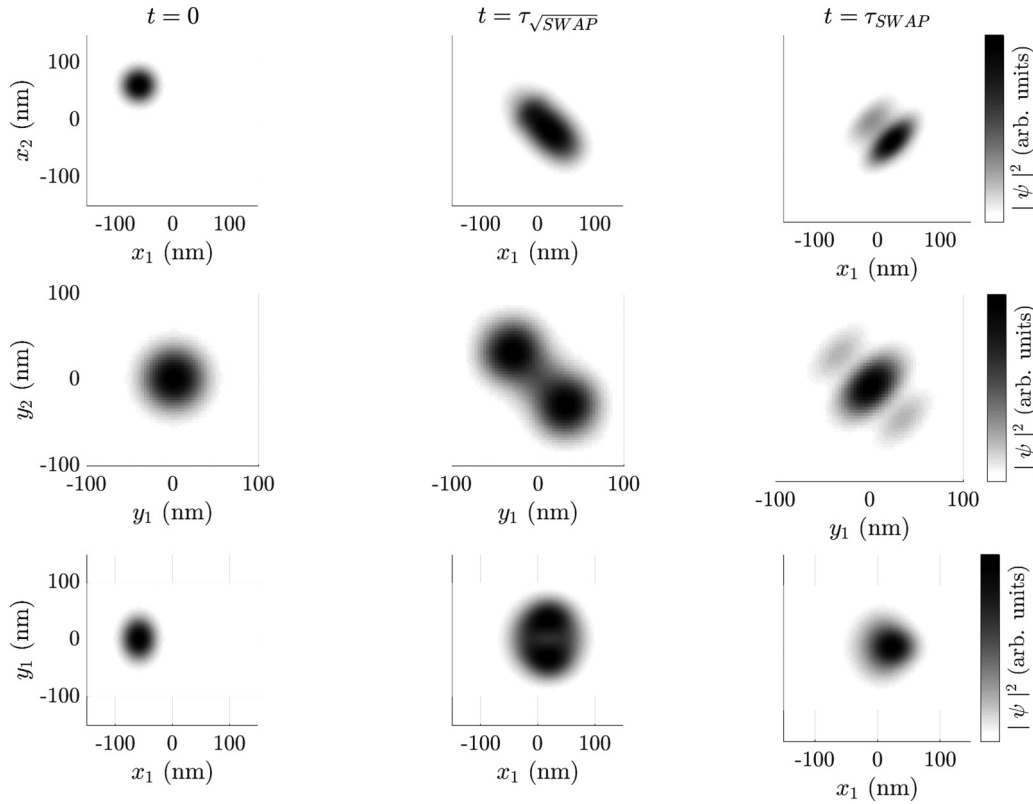 t = 0
t = τ_{√SWAP}
t = τ_{SWAP}
100
0
-100
x₂ (nm)
-100 0 100
x₁ (nm)
-100 0 100
x₁ (nm)
-100 0 100
x₁ (nm)
| ψ |² (arb. units)
100
0
-100
y₂ (nm)
-100 0 100
y₁ (nm)
-100 0 100
y₁ (nm)
-100 0 100
y₁ (nm)
| ψ |² (arb. units)
100
0
-100
y₁ (nm)
-100 0 100
x₁ (nm)
-100 0 100
x₁ (nm)
-100 0 100
x₁ (nm)
| ψ |² (arb. units)